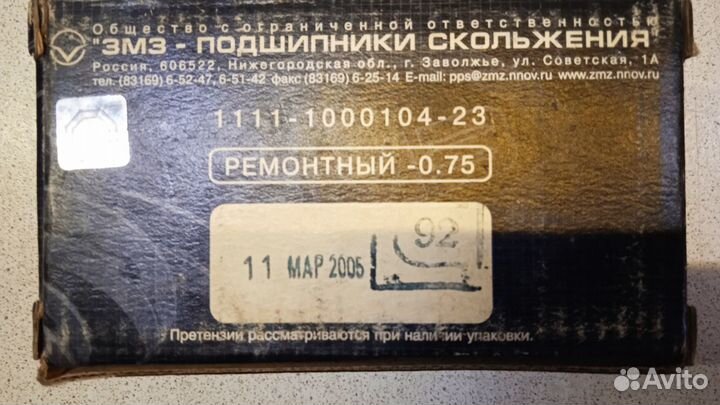 Общество с ограниченной ответственностью
"ЗМЗ - ПОДШИПНИКИ СКОЛЬЖЕНИЯ"
Россия, 606522, Нижегородская обл., г. Заволжье, ул. Советская, 1А
тел. (83169) 6-52-47, 6-51-42 факс (83169) 6-25-14 E-mail: pps@zmz.nnov.ru www.zmz.nnov.ru
1111-1000104-23
РЕМОНТНЫЙ -0.75
92
11 МАР 2005
Претензии рассматриваются при наличии упаковки.
Avito